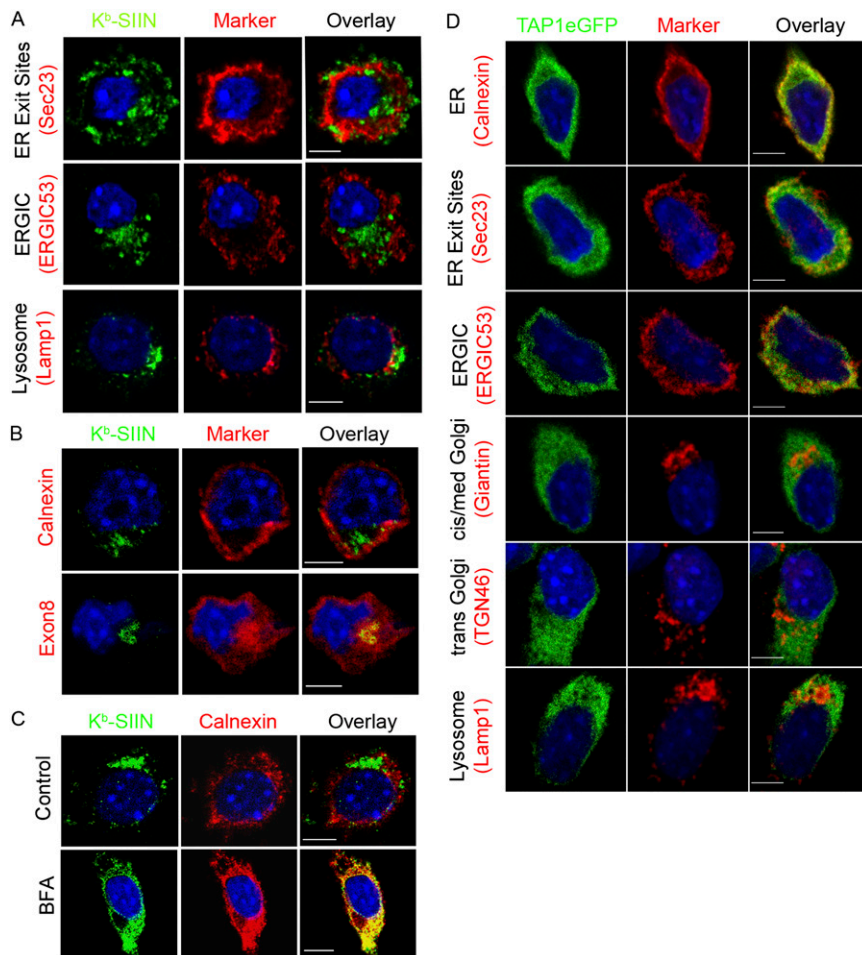 A
Kᵇ-SIIN Marker Overlay
ER Exit Sites
(Sec23)
ERGIC
(ERGIC53)
Lysosome
(Lamp1)
B
Kᵇ-SIIN Marker Overlay
Calnexin
Exon8
C
Kᵇ-SIIN Calnexin Overlay
Control
BFA
D
TAP1eGFP Marker Overlay
ER
(Calnexin)
ER Exit Sites
(Sec23)
ERGIC
(ERGIC53)
cis/med Golgi
(Giantin)
trans Golgi
(TGN46)
Lysosome
(Lamp1)